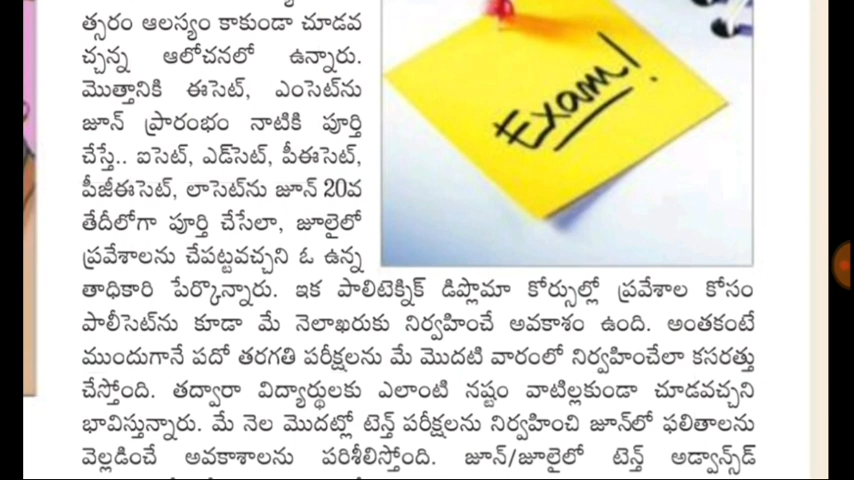 త్సరం ఆలస్యం కాకుండా చూడవ
చ్చన్న ఆలోచనలో ఉన్నారు.
మొత్తానికి ఈసెట్, ఎంసెట్‌ను
జూన్ ప్రారంభం నాటికి పూర్తి
చేస్తే.. ఐసెట్, ఎడ్‌సెట్, పీఈసెట్,
పీజీఈసెట్, లాసెట్‌ను జూన్ 20వ
తేదీలోగా పూర్తి చేసేలా, జూలైలో
ప్రవేశాలను చేపట్టవచ్చని ఓ ఉన్న
తాధికారి పేర్కొన్నారు. ఇక పాలిటెక్నిక్ డిప్లొమా కోర్సుల్లో ప్రవేశాల కోసం
పాలీసెట్‌ను కూడా మే నెలాఖరుకు నిర్వహించే అవకాశం ఉంది. అంతకంటే
ముందుగానే పదో తరగతి పరీక్షలను మే మొదటి వారంలో నిర్వహించేలా కసరత్తు
చేస్తోంది. తద్వారా విద్యార్థులకు ఎలాంటి నష్టం వాటిల్లకుండా చూడవచ్చని
భావిస్తున్నారు. మే నెల మొదట్లో టెన్త్ పరీక్షలను నిర్వహించి జూన్‌లో ఫలితాలను
వెల్లడించే అవకాశాలను పరిశీలిస్తోంది. జూన్/జూలైలో టెన్త్ అడ్వాన్స్‌డ్
Exam!